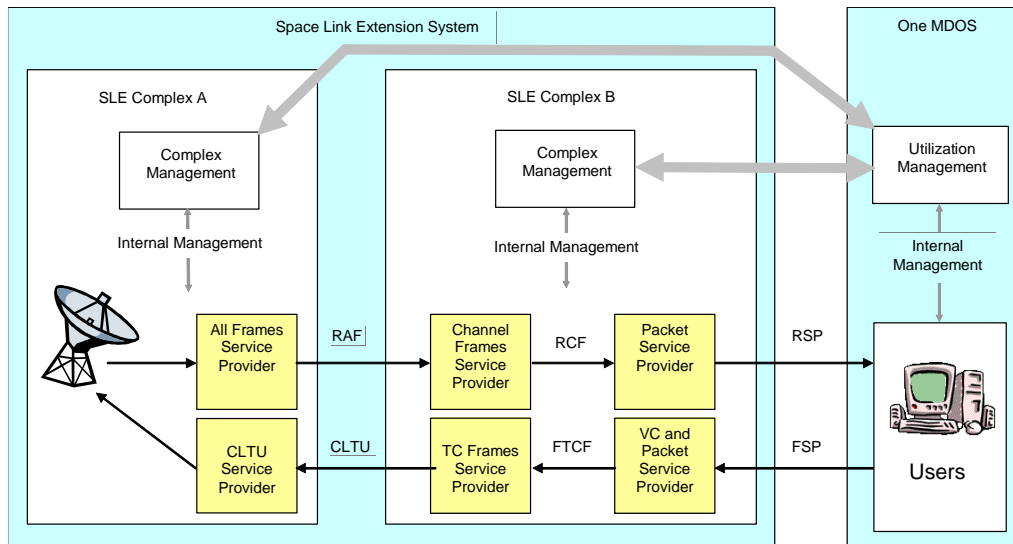 Space Link Extension System
One MDOS
SLE Complex A
SLE Complex B
Complex
Management
Complex
Management
Utilization
Management
Internal Management
Internal Management
Internal
Management
All Frames
Service
Provider
RAF
Channel
Frames
Service
Provider
RCF
Packet
Service
Provider
RSP
CLTU
Service
Provider
CLTU
TC Frames
Service
Provider
FTCF
VC and
Packet
Service
Provider
FSP
Users